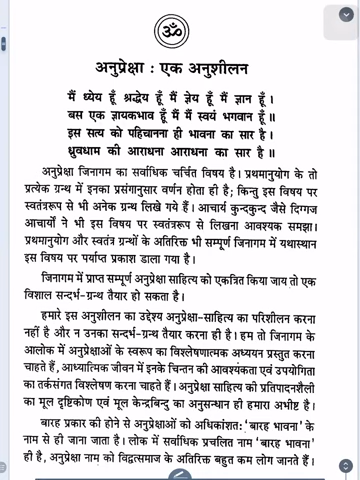 ॐ
अनुप्रेक्षा : एक अनुशीलन
मैं ध्येय हूँ श्रद्धेय हूँ मैं ज्ञेय हूँ मैं ज्ञान हूँ ।
बस एक ज्ञायकभाव हूँ मैं मैं स्वयं भगवान हूँ ॥
इस सत्य को पहिचानना ही भावना का सार है ।
ध्रुवधाम की आराधना आराधना का सार है ॥
अनुप्रेक्षा जिनागम का सर्वाधिक चर्चित विषय है। प्रथमानुयोग के तो
प्रत्येक ग्रन्थ में इनका प्रसंगानुसार वर्णन होता ही है; किन्तु इस विषय पर
स्वतंत्ररूप से भी अनेक ग्रन्थ लिखे गये हैं। आचार्य कुन्दकुन्द जैसे दिग्गज
आचार्यों ने भी इस विषय पर स्वतंत्ररूप से लिखना आवश्यक समझा।
प्रथमानुयोग और स्वतंत्र ग्रन्थों के अतिरिक्त भी सम्पूर्ण जिनागम में यथास्थान
इस विषय पर पर्याप्त प्रकाश डाला गया है।
जिनागम में प्राप्त सम्पूर्ण अनुप्रेक्षा साहित्य को एकत्रित किया जाय तो एक
विशाल सन्दर्भ-ग्रन्थ तैयार हो सकता है।
हमारे इस अनुशीलन का उद्देश्य अनुप्रेक्षा-साहित्य का परिशीलन करना
नहीं है और न उनका सन्दर्भ-ग्रन्थ तैयार करना ही है। हम तो जिनागम के
आलोक में अनुप्रेक्षाओं के स्वरूप का विश्लेषणात्मक अध्ययन प्रस्तुत करना
चाहते हैं, आध्यात्मिक जीवन में इनके चिन्तन की आवश्यकता एवं उपयोगिता
का तर्कसंगत विश्लेषण करना चाहते हैं। अनुप्रेक्षा साहित्य की प्रतिपादनशैली
का मूल दृष्टिकोण एवं मूल केन्द्रबिन्दु का अनुसन्धान ही हमारा अभीष्ट है।
बारह प्रकार की होने से अनुप्रेक्षाओं को अधिकांशत: 'बारह भावना' के
नाम से ही जाना जाता है। लोक में सर्वाधिक प्रचलित नाम 'बारह भावना'
ही है, अनुप्रेक्षा नाम को विद्वत्समाज के अतिरिक्त बहुत कम लोग जानते हैं।